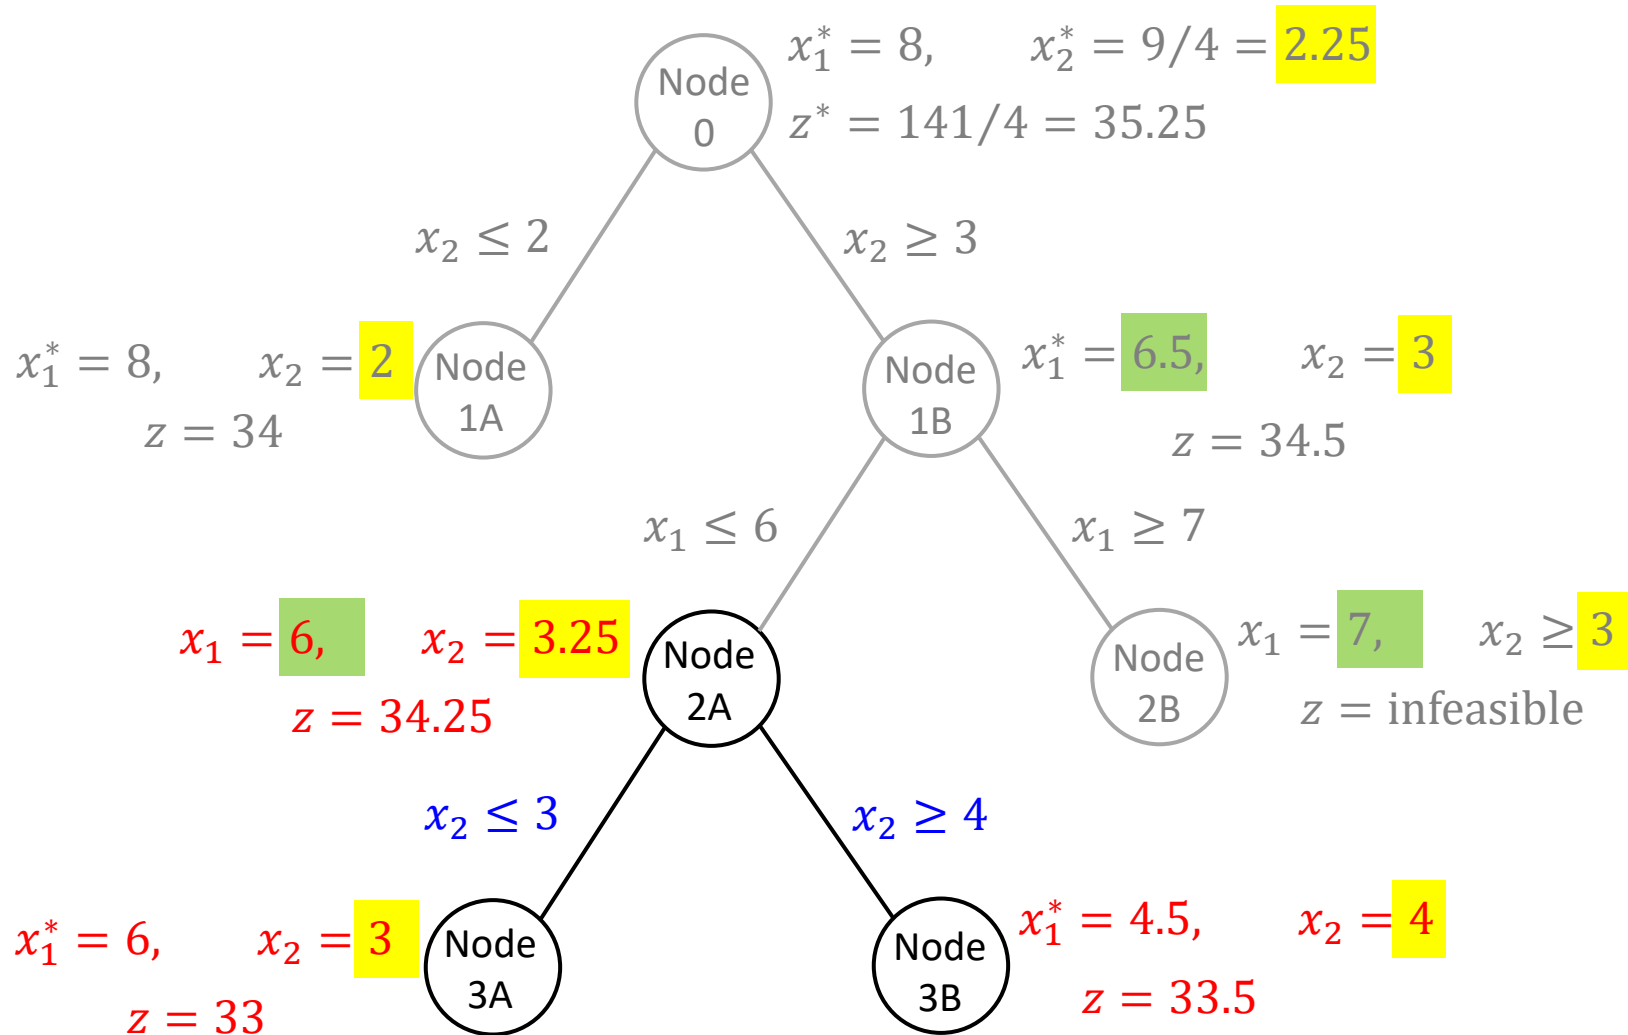 Node
0
x₁* = 8, x₂* = 9/4 = 2.25
z* = 141/4 = 35.25
x₂ ≤ 2
x₂ ≥ 3
x₁* = 8, x₂ = 2
z = 34
Node
1A
Node
1B
x₁* = 6.5, x₂ = 3
z = 34.5
x₁ ≤ 6
x₁ ≥ 7
x₁ = 6, x₂ = 3.25
z = 34.25
Node
2A
Node
2B
x₁ = 7, x₂ ≥ 3
z = infeasible
x₂ ≤ 3
x₂ ≥ 4
x₁* = 6, x₂ = 3
z = 33
Node
3A
Node
3B
x₁* = 4.5, x₂ = 4
z = 33.5